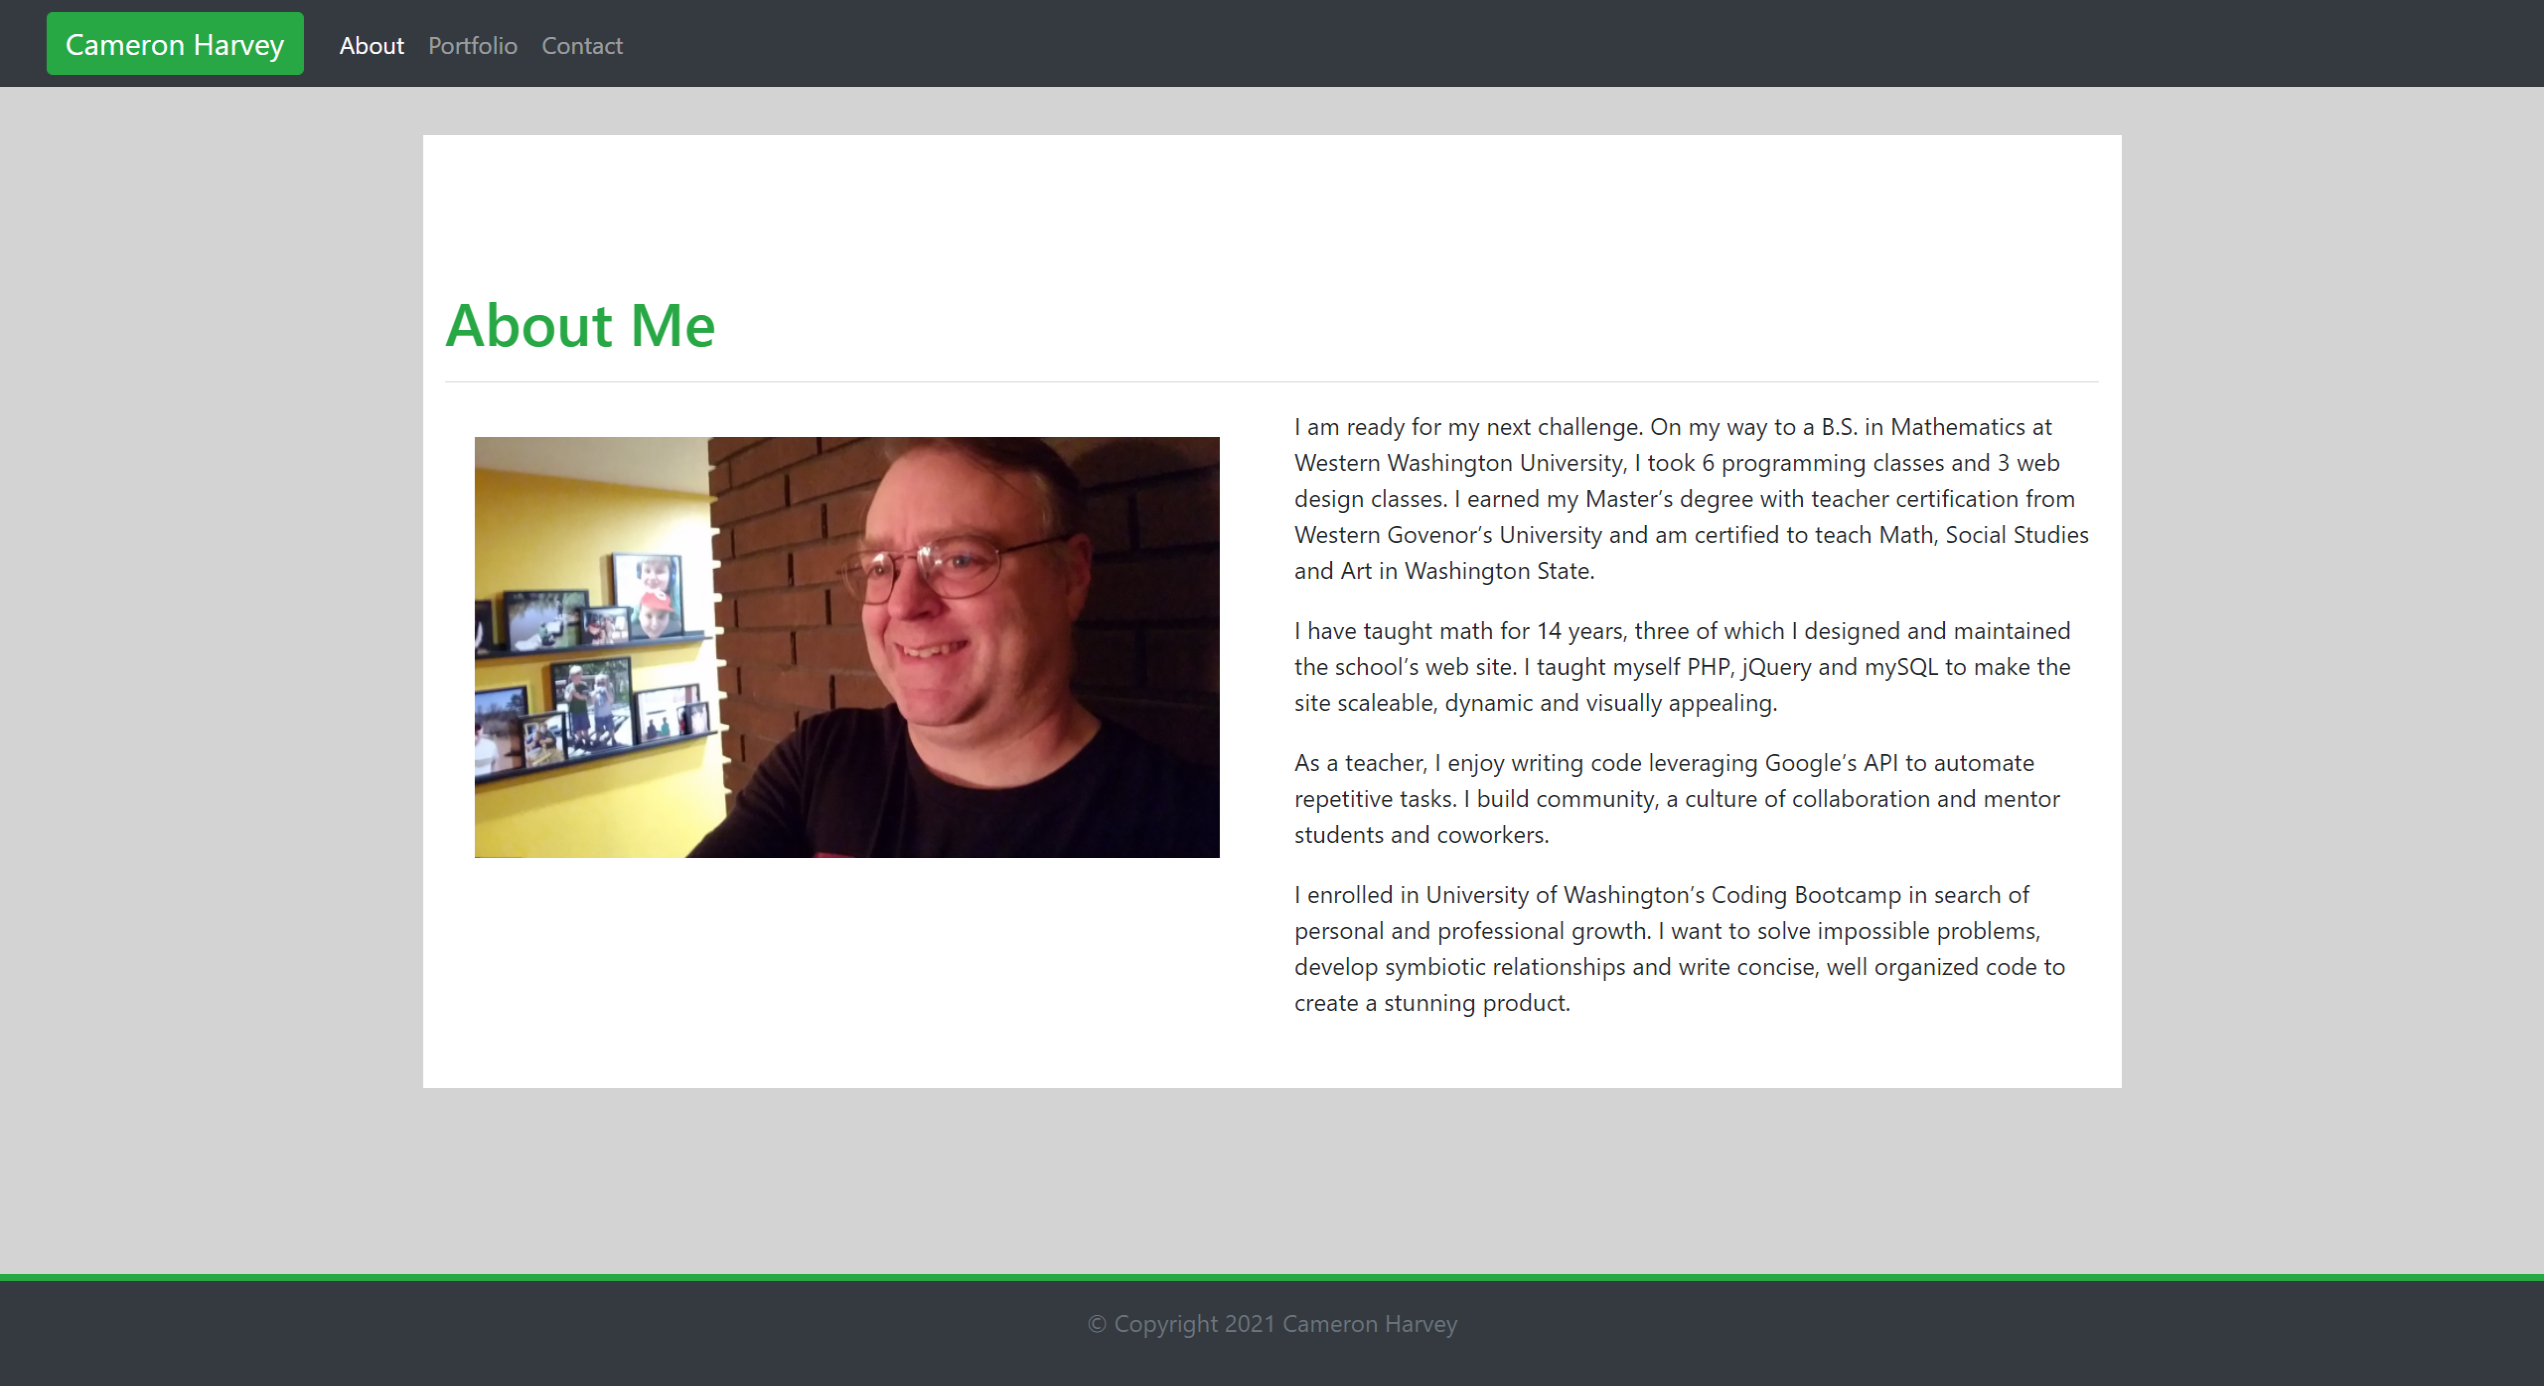 Cameron Harvey
About Portfolio Contact
About Me
I am ready for my next challenge. On my way to a B.S. in Mathematics at
Western Washington University, I took 6 programming classes and 3 web
design classes. I earned my Master’s degree with teacher certification from
Western Govenor’s University and am certified to teach Math, Social Studies
and Art in Washington State.
I have taught math for 14 years, three of which I designed and maintained
the school’s web site. I taught myself PHP, jQuery and mySQL to make the
site scaleable, dynamic and visually appealing.
As a teacher, I enjoy writing code leveraging Google’s API to automate
repetitive tasks. I build community, a culture of collaboration and mentor
students and coworkers.
I enrolled in University of Washington’s Coding Bootcamp in search of
personal and professional growth. I want to solve impossible problems,
develop symbiotic relationships and write concise, well organized code to
create a stunning product.
© Copyright 2021 Cameron Harvey